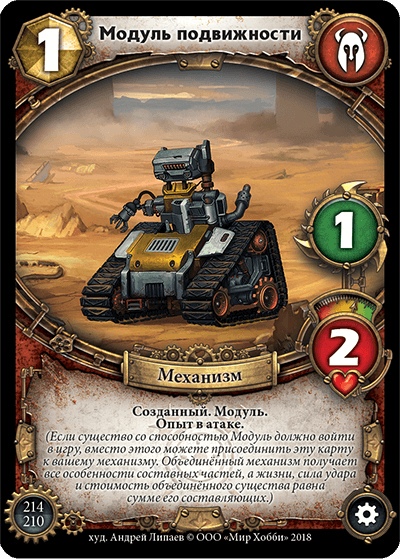 1
Модуль подвижности
1
2
Механизм
Созданный. Модуль.
Опыт в атаке.
(Если существо со способностью Модуль должно войти
в игру, вместо этого можете присоединить эту карту
к вашему механизму. Объединённый механизм получает
все особенности составных частей, а жизни, сила удара
и стоимость объединённого существа равна
сумме его составляющих.)
214
210
худ. Андрей Липаев © ООО «Мир Хобби» 2018